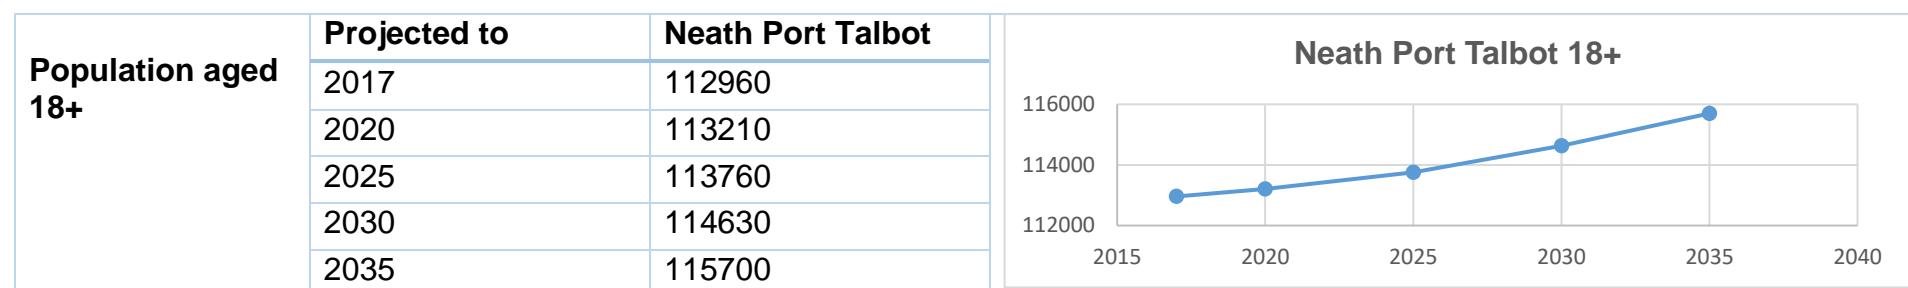 Population aged
18+
Projected to Neath Port Talbot
2017 112960
2020 113210
2025 113760
2030 114630
2035 115700
Neath Port Talbot 18+
116000
114000
112000
2015 2020 2025 2030 2035 2040